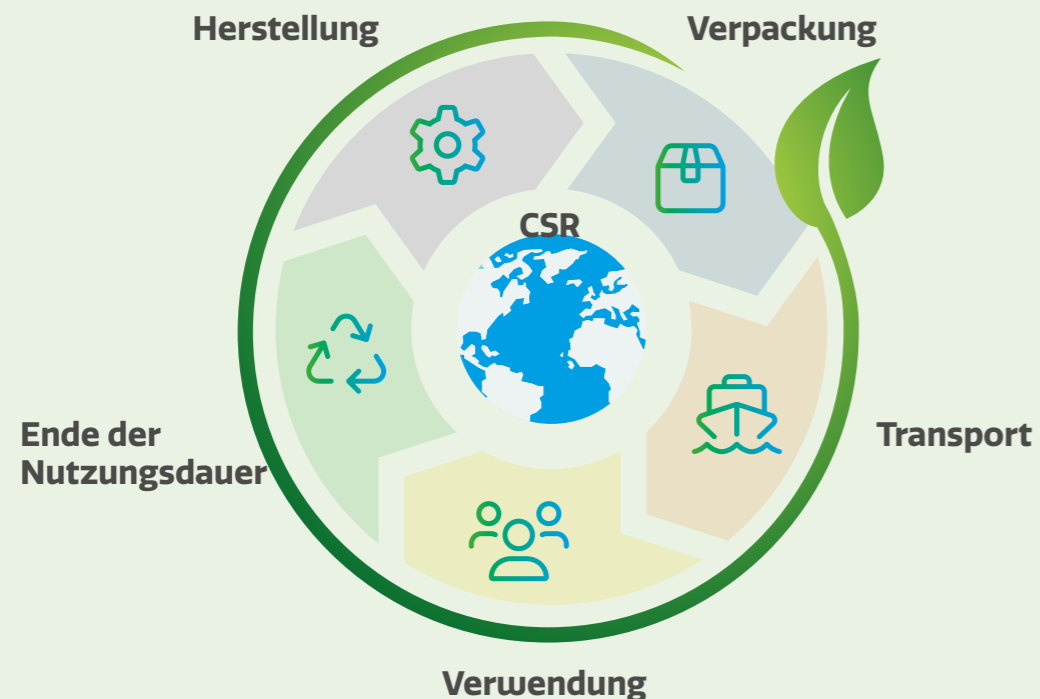 Herstellung
Verpackung
CSR
Transport
Verwendung
Ende der
Nutzungsdauer